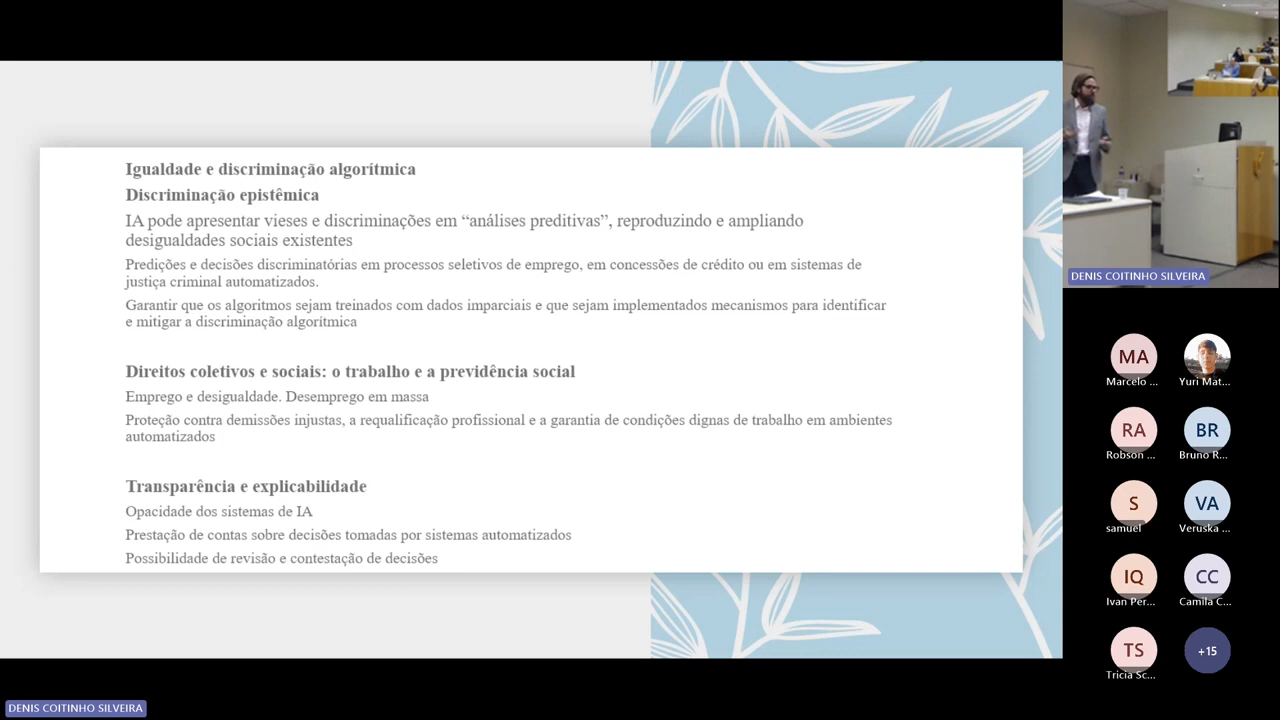 Igualdade e discriminação algorítmica
Discriminação epistêmica
IA pode apresentar vieses e discriminações em “análises preditivas”, reproduzindo e ampliando
desigualdades sociais existentes
Predições e decisões discriminatórias em processos seletivos de emprego, em concessões de crédito ou em sistemas de
justiça criminal automatizados.
Garantir que os algoritmos sejam treinados com dados imparciais e que sejam implementados mecanismos para identificar
e mitigar a discriminação algorítmica
Direitos coletivos e sociais: o trabalho e a previdência social
Emprego e desigualdade. Desemprego em massa
Proteção contra demissões injustas, a requalificação profissional e a garantia de condições dignas de trabalho em ambientes
automatizados
Transparência e explicabilidade
Opacidade dos sistemas de IA
Prestação de contas sobre decisões tomadas por sistemas automatizados
Possibilidade de revisão e contestação de decisões
DENIS COITINHO SILVEIRA
MA
Marcelo ...
Yuri Mat...
RA
Robson ...
BR
Bruno R...
S
samuel
VA
Veruska ...
IQ
Ivan Per...
CC
Camila C...
TS
Tricia Sc...
+15
DENIS COITINHO SILVEIRA